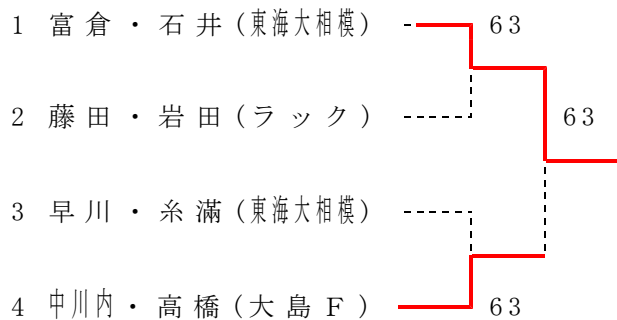 1 富倉・石井(東海大相模) 63
2 藤田・岩田(ラック) 63
3 早川・糸滿(東海大相模)
4 中川内・高橋(大島F) 63